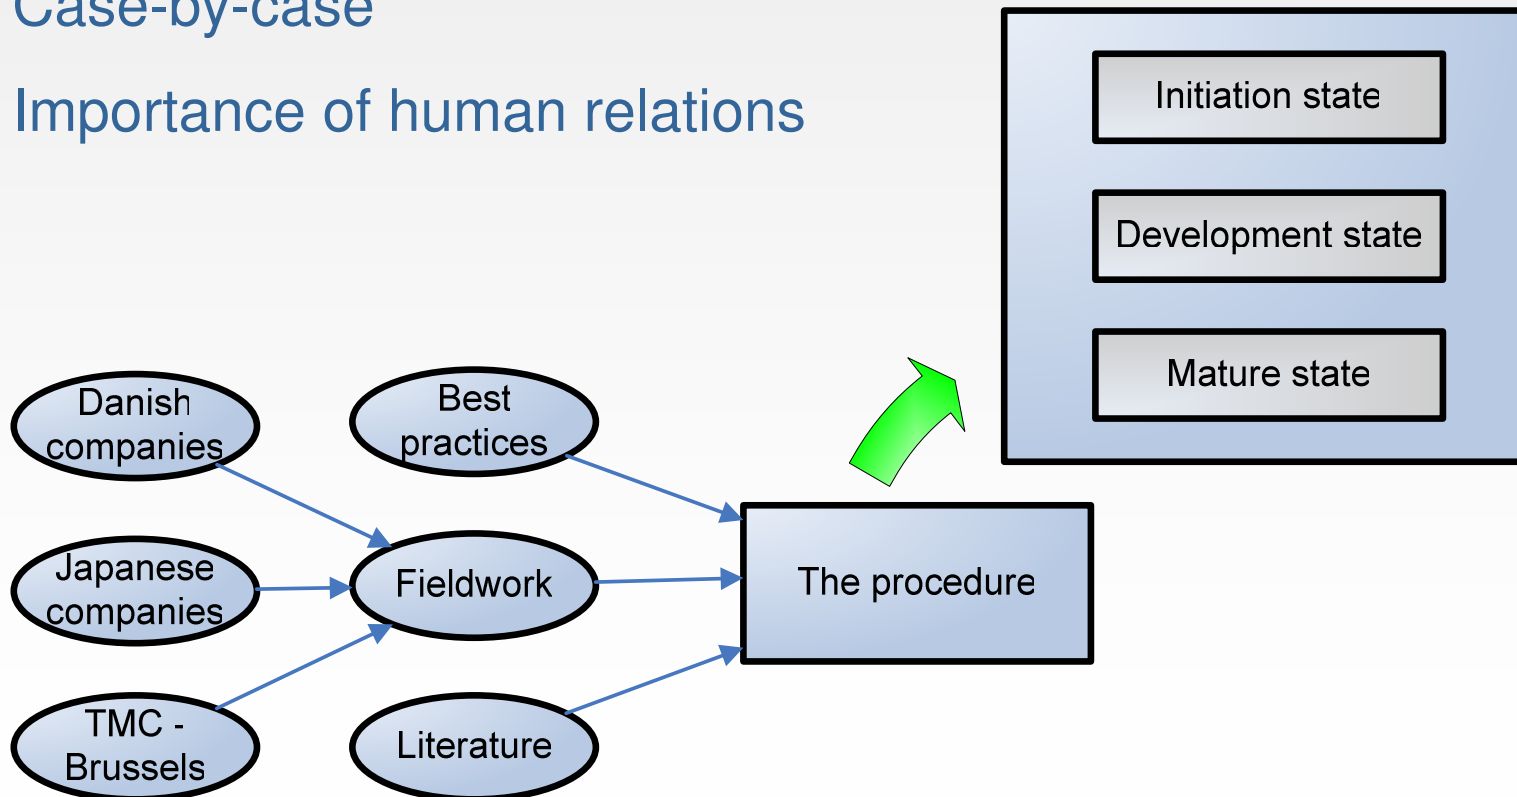 Case-by-case
Importance of human relations
Initiation state
Development state
Mature state
Danish
companies
Best
practices
Japanese
companies
Fieldwork
The procedure
TMC -
Brussels
Literature